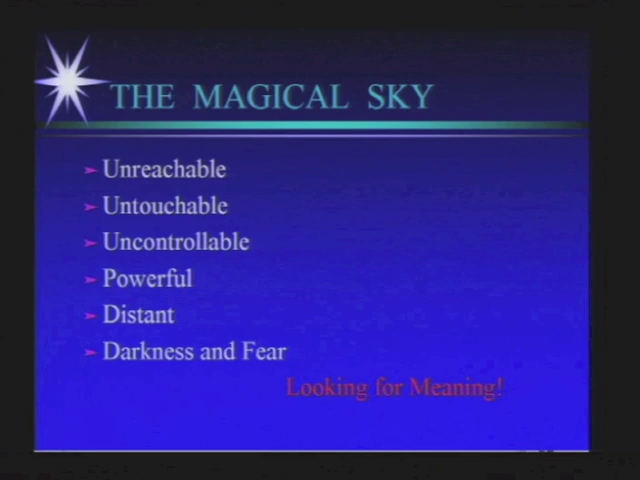 THE MAGICAL SKY
Unreachable
Untouchable
Uncontrollable
Powerful
Distant
Darkness and Fear
Looking for Meaning!